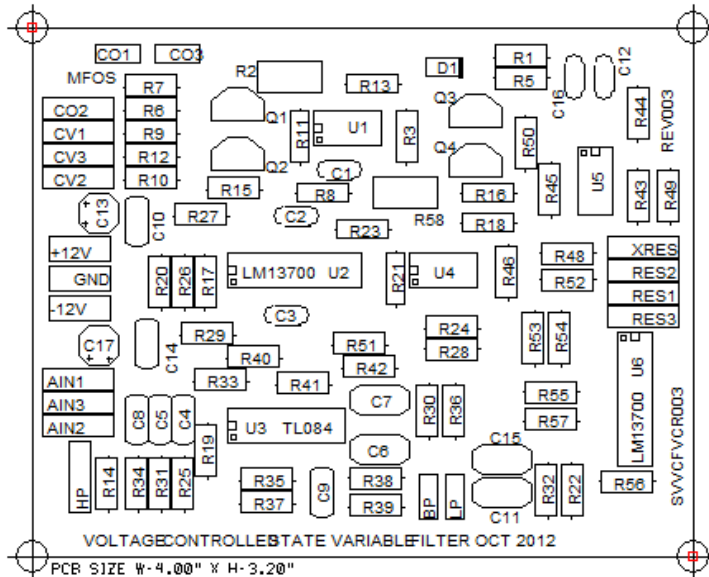 CO1 CO3
R2
R13
D1
R1
R5
C16
C12
MFOS
R7
CO2 R6
CV1 R9
CV3 R12
CV2 R10
Q1
Q2
R11
U1
R3
Q3
Q4
R50
R45
U5
R44
REV003
R43
R49
C1
R15
R8
R58
R16
R18
C13
C10
R27
C2
R23
+12V
GND
-12V
R20
R26
R17
LM13700 U2
R21
U4
R46
R48
R52
XRES
RES2
RES1
RES3
C3
C17
C14
R29
R40
R33
R41
R51
R42
R24
R28
R53
R54
LM13700 U6
AIN1
AIN3
AIN2
C8
C5
C4
R19
U3 TL084
C7
C6
R30
R36
R55
R57
C15
C11
HP
R14
R34
R31
R25
R35
R37
C9
R38
R39
BP
LP
R32
R22
R56
SVVCFVCR003
VOLTAGE CONTROLLED STATE VARIABLE FILTER OCT 2012
PCB SIZE W-4.00" X H-3.20"